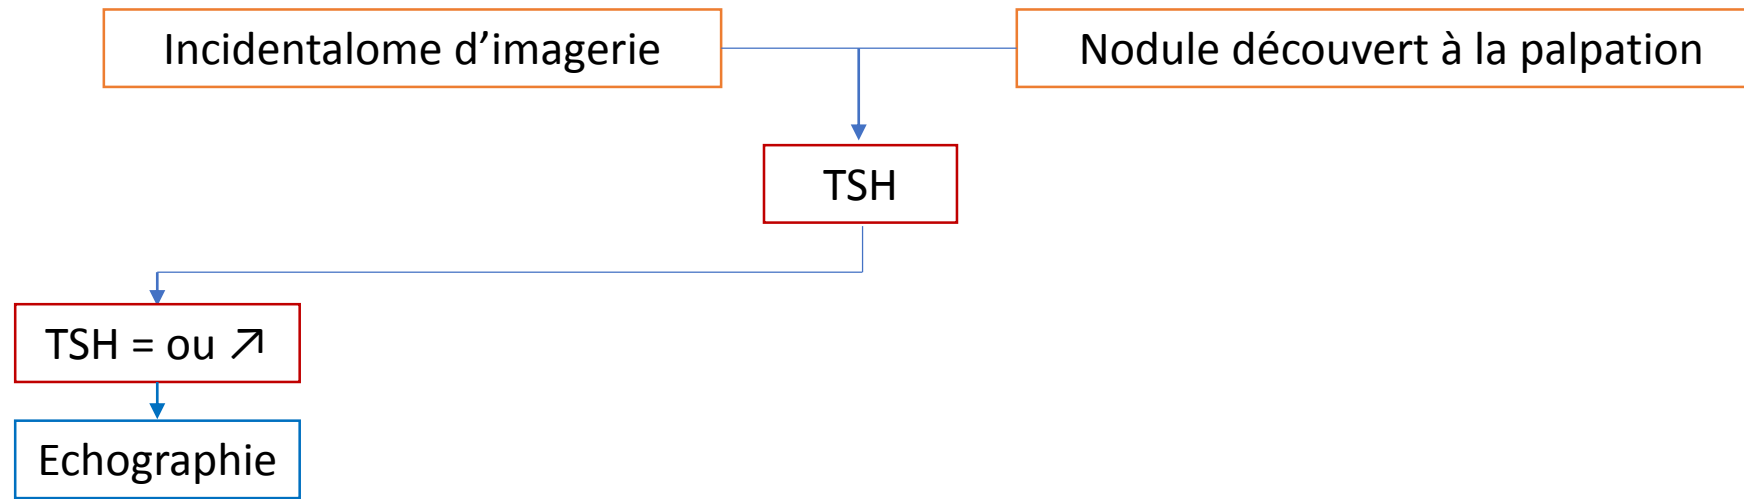 Incidentalome d’imagerie
Nodule découvert à la palpation
TSH
TSH = ou ↗
Echographie